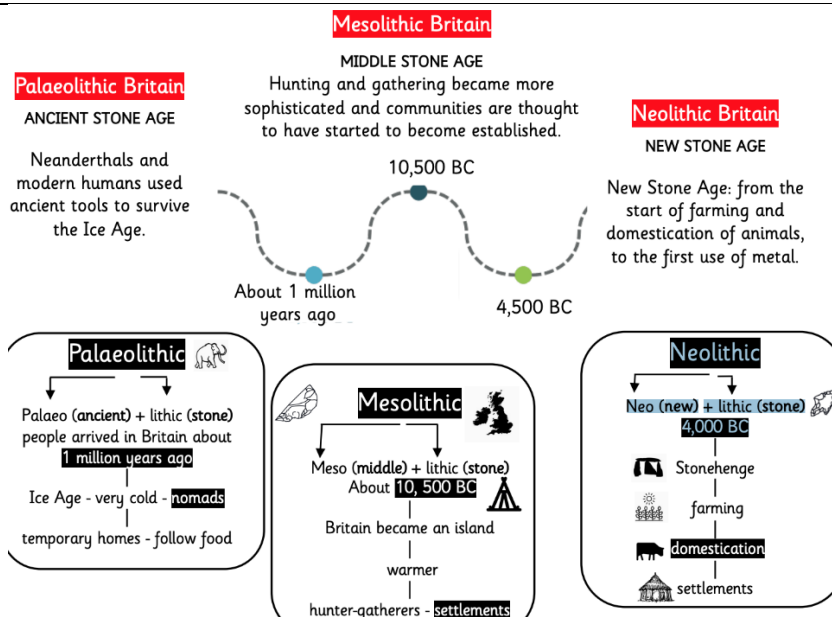 Palaeolithic Britain
ANCIENT STONE AGE
Neanderthals and
modern humans used
ancient tools to survive
the Ice Age.
Mesolithic Britain
MIDDLE STONE AGE
Hunting and gathering became more
sophisticated and communities are thought
to have started to become established.
Neolithic Britain
NEW STONE AGE
New Stone Age: from the
start of farming and
domestication of animals,
to the first use of metal.
About 1 million
years ago
10,500 BC
4,500 BC
Palaeolithic
Palaeo (ancient) + lithic (stone)
people arrived in Britain about
1 million years ago
Ice Age - very cold - nomads
temporary homes - follow food
Mesolithic
Meso (middle) + lithic (stone)
About 10, 500 BC
Britain became an island
warmer
hunter-gatherers - settlements
Neolithic
Neo (new) + lithic (stone)
4,000 BC
Stonehenge
farming
domestication
settlements